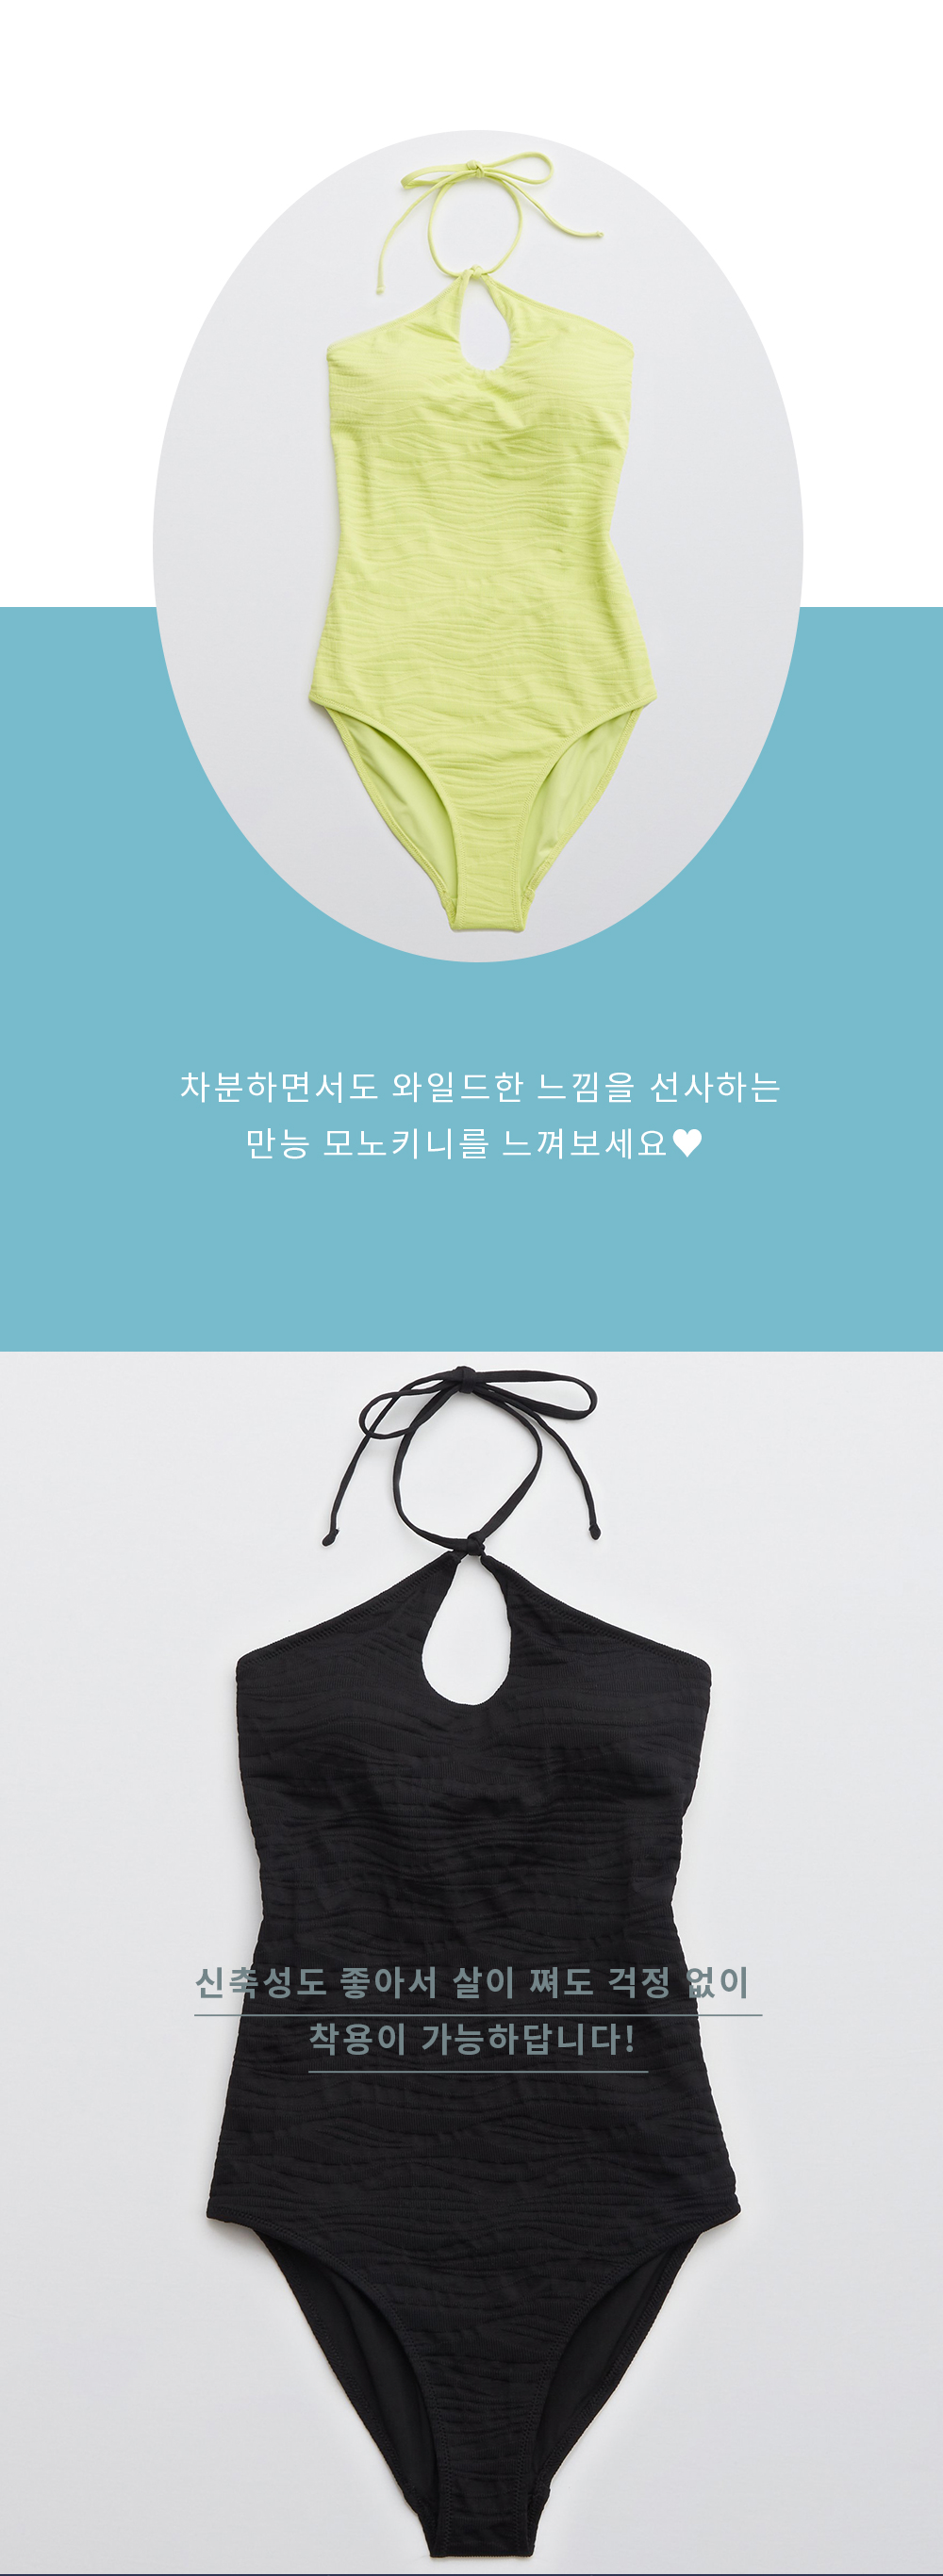 차분하면서도 와일드한 느낌을 선사하는
만능 모노키니를 느껴보세요♥
신축성도 좋아서 살이 쪄도 걱정 없이
착용이 가능하답니다!